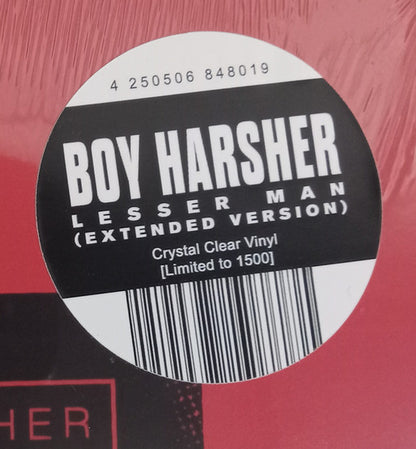 4 250506 848019
BOY HARSHER
LESSER MAN
(EXTENDED VERSION)
Crystal Clear Vinyl
[Limited to 1500]
HER